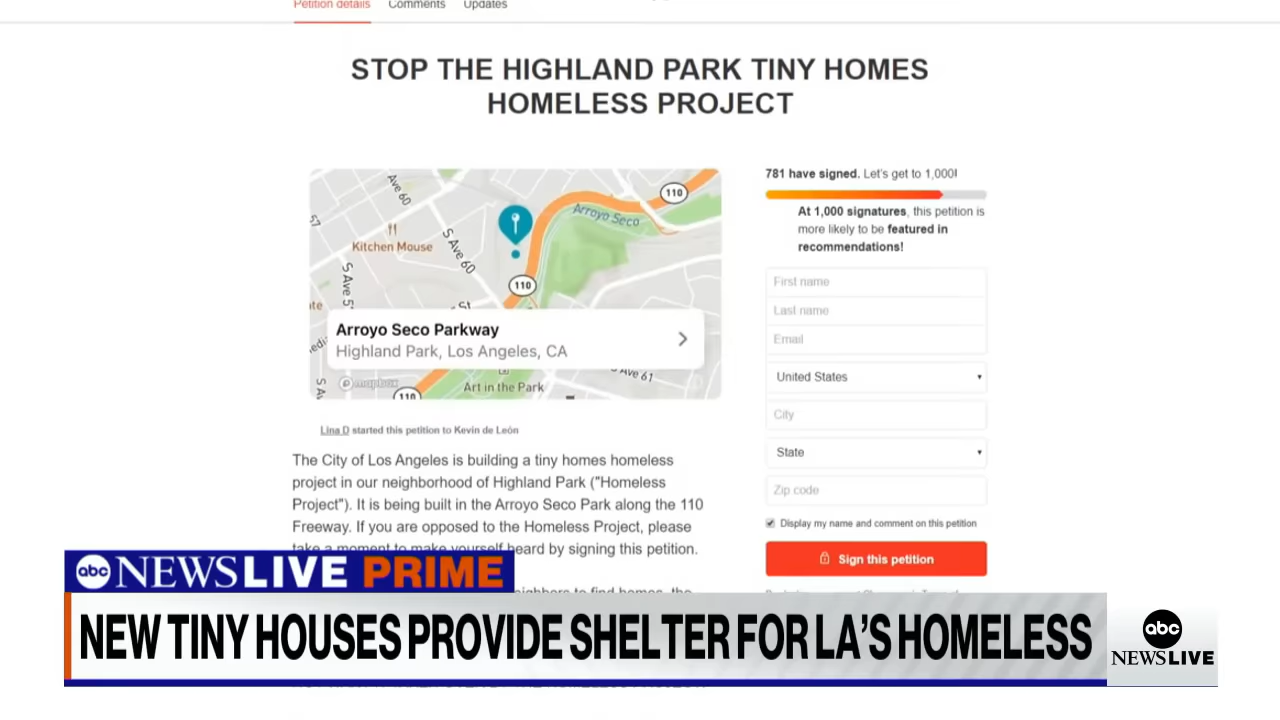 Petition details Comments Updates
STOP THE HIGHLAND PARK TINY HOMES
HOMELESS PROJECT
Ave 60
57
Kitchen Mouse
S Ave 60
S Ave 5
110
Arroyo Seco
110
Arroyo Seco Parkway
Highland Park, Los Angeles, CA
mapbox
Art in the Park
Ave 61
110
781 have signed. Let's get to 1,000!
At 1,000 signatures, this petition is
more likely to be featured in
recommendations!
First name
Last name
Email
United States
City
State
Zip code
Display my name and comment on this petition
Sign this petition
Lina D started this petition to Kevin de León
The City of Los Angeles is building a tiny homes homeless
project in our neighborhood of Highland Park ("Homeless
Project"). It is being built in the Arroyo Seco Park along the 110
Freeway. If you are opposed to the Homeless Project, please
take a moment to make yourself heard by signing this petition.
to find homes, the
abc NEWS LIVE PRIME
NEW TINY HOUSES PROVIDE SHELTER FOR LA'S HOMELESS
abc
NEWS LIVE